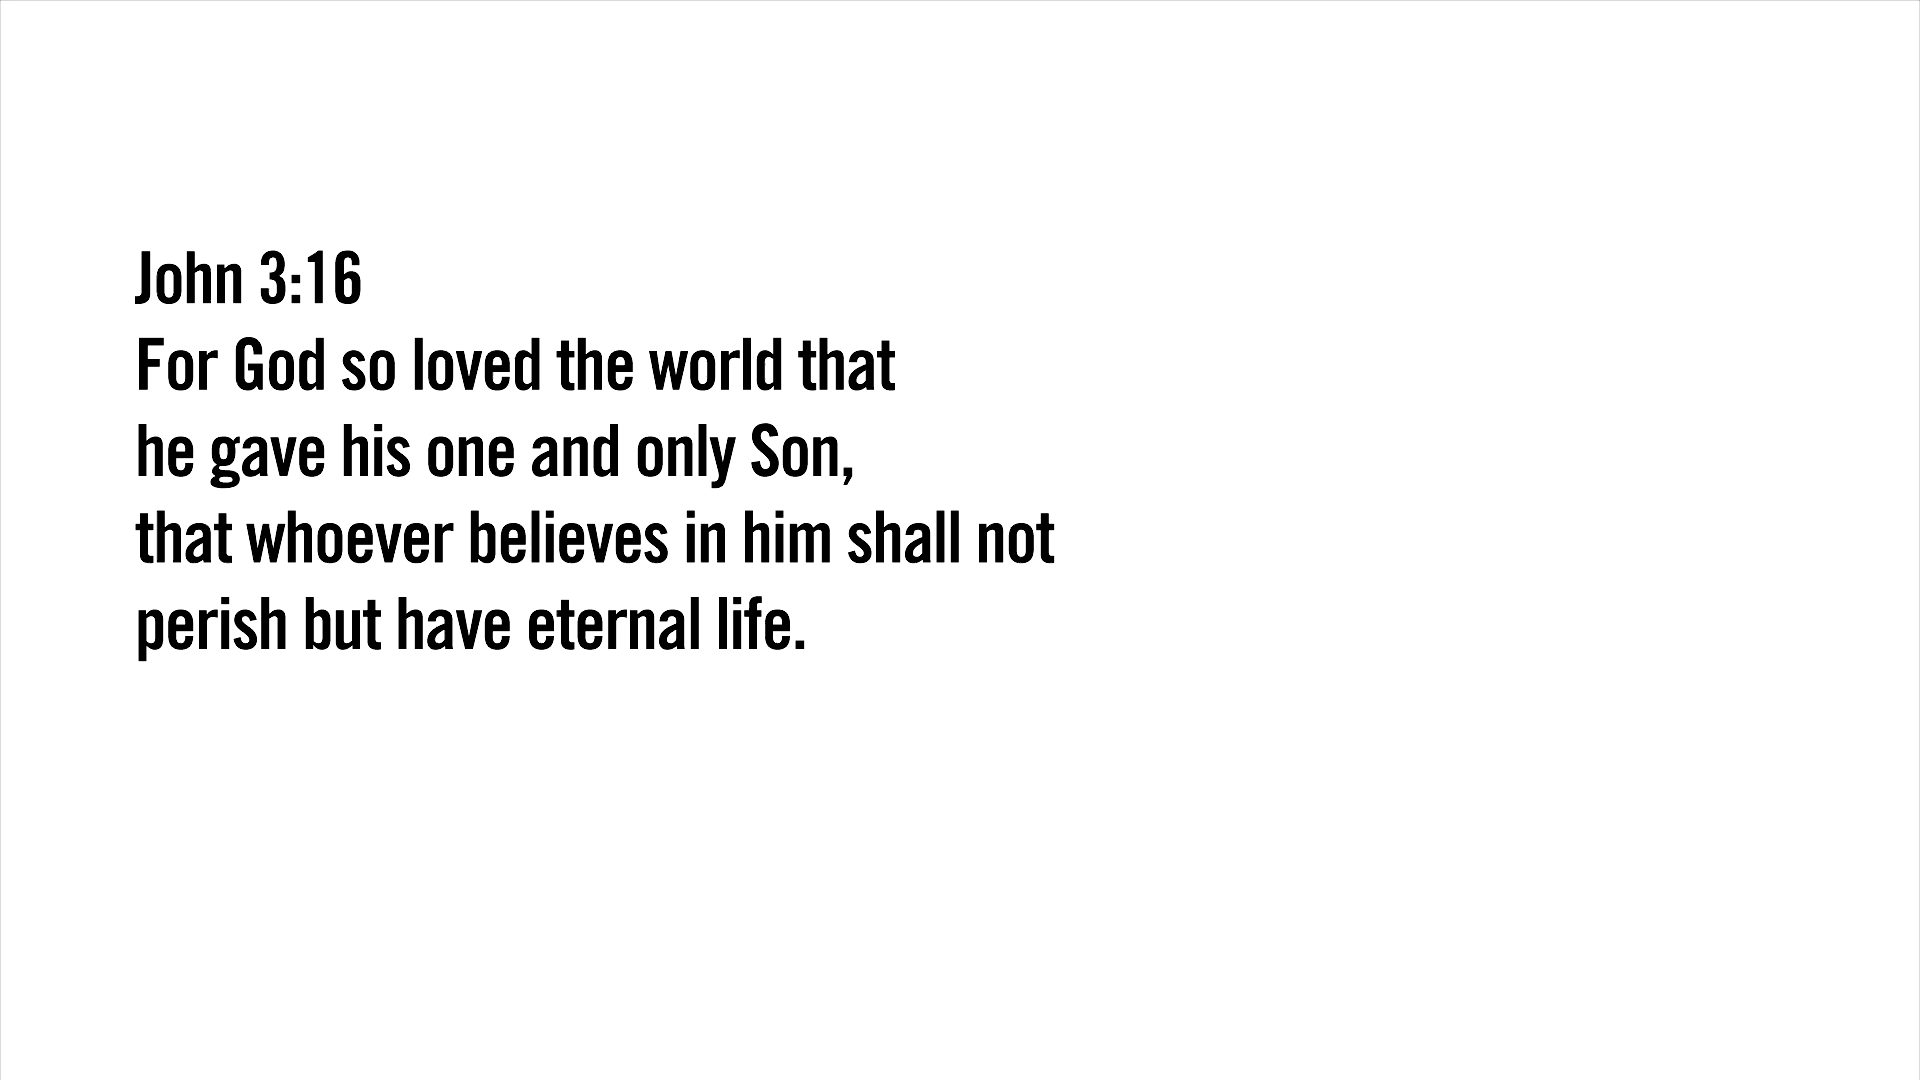 John 3:16
For God so loved the world that
he gave his one and only Son,
that whoever believes in him shall not
perish but have eternal life.